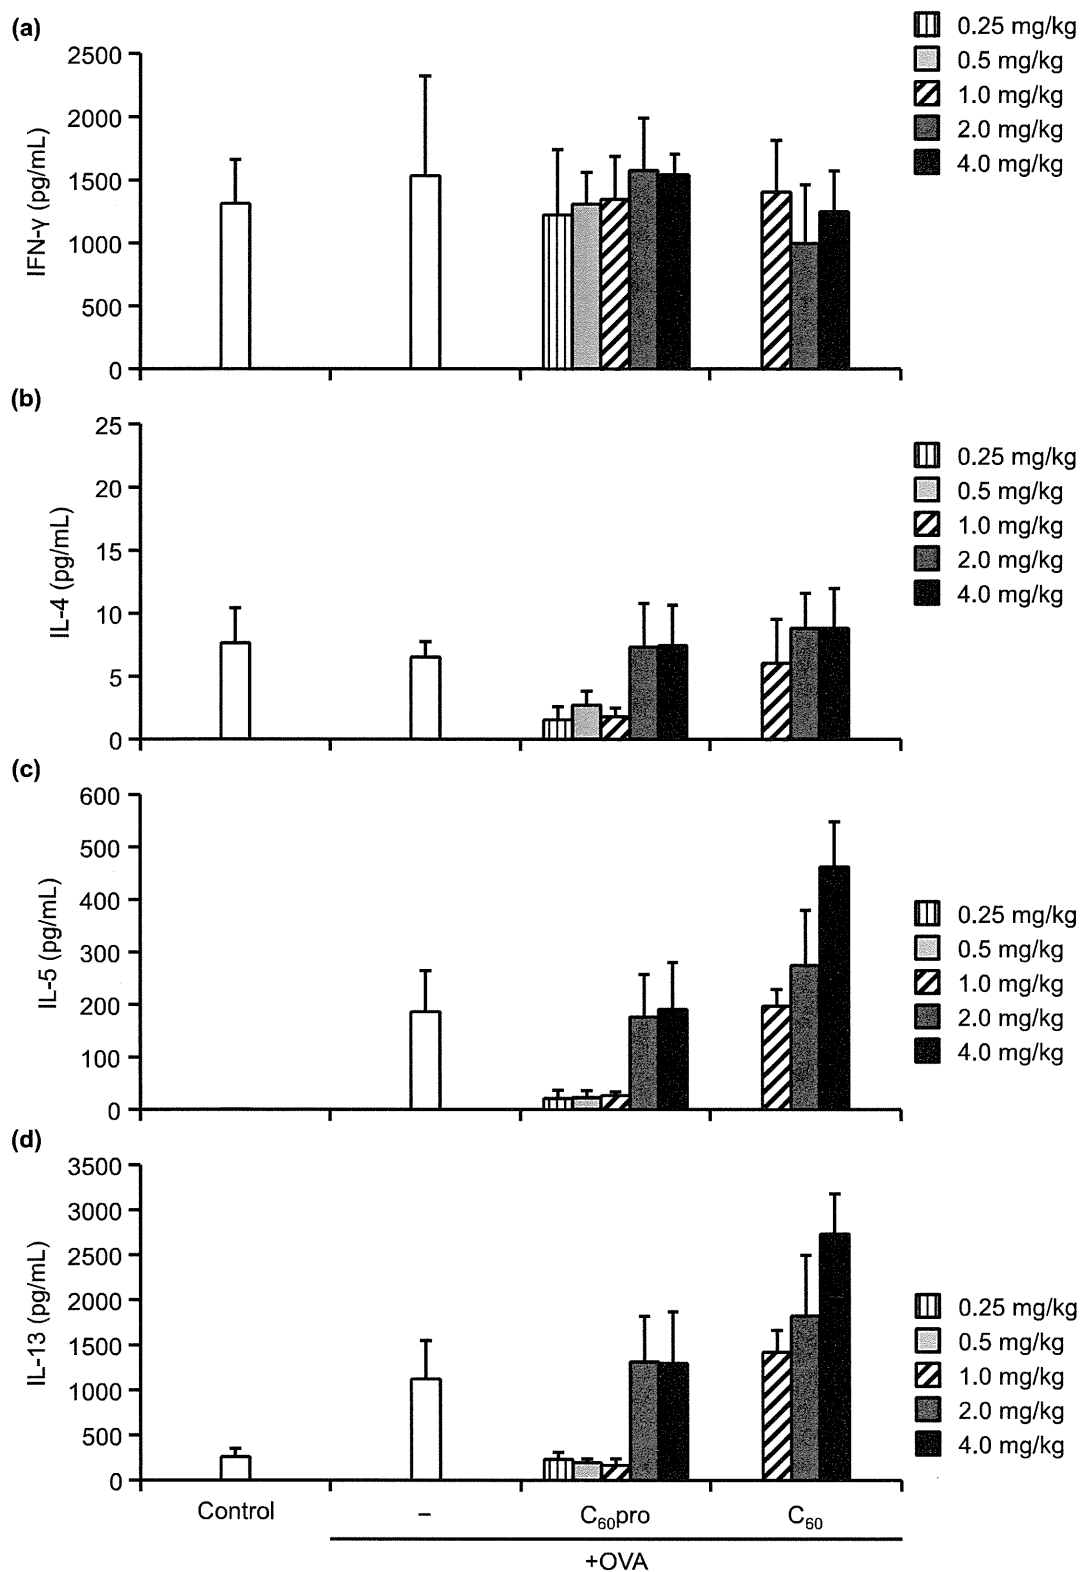 (a)
IFN-γ (pg/mL)
2500
2000
1500
1000
500
0
0.25 mg/kg
0.5 mg/kg
1.0 mg/kg
2.0 mg/kg
4.0 mg/kg
(b)
IL-4 (pg/mL)
25
20
15
10
5
0
0.25 mg/kg
0.5 mg/kg
1.0 mg/kg
2.0 mg/kg
4.0 mg/kg
(c)
IL-5 (pg/mL)
600
500
400
300
200
100
0
0.25 mg/kg
0.5 mg/kg
1.0 mg/kg
2.0 mg/kg
4.0 mg/kg
(d)
IL-13 (pg/mL)
3500
3000
2500
2000
1500
1000
500
0
0.25 mg/kg
0.5 mg/kg
1.0 mg/kg
2.0 mg/kg
4.0 mg/kg
Control – C₆₀pro C₆₀
+OVA